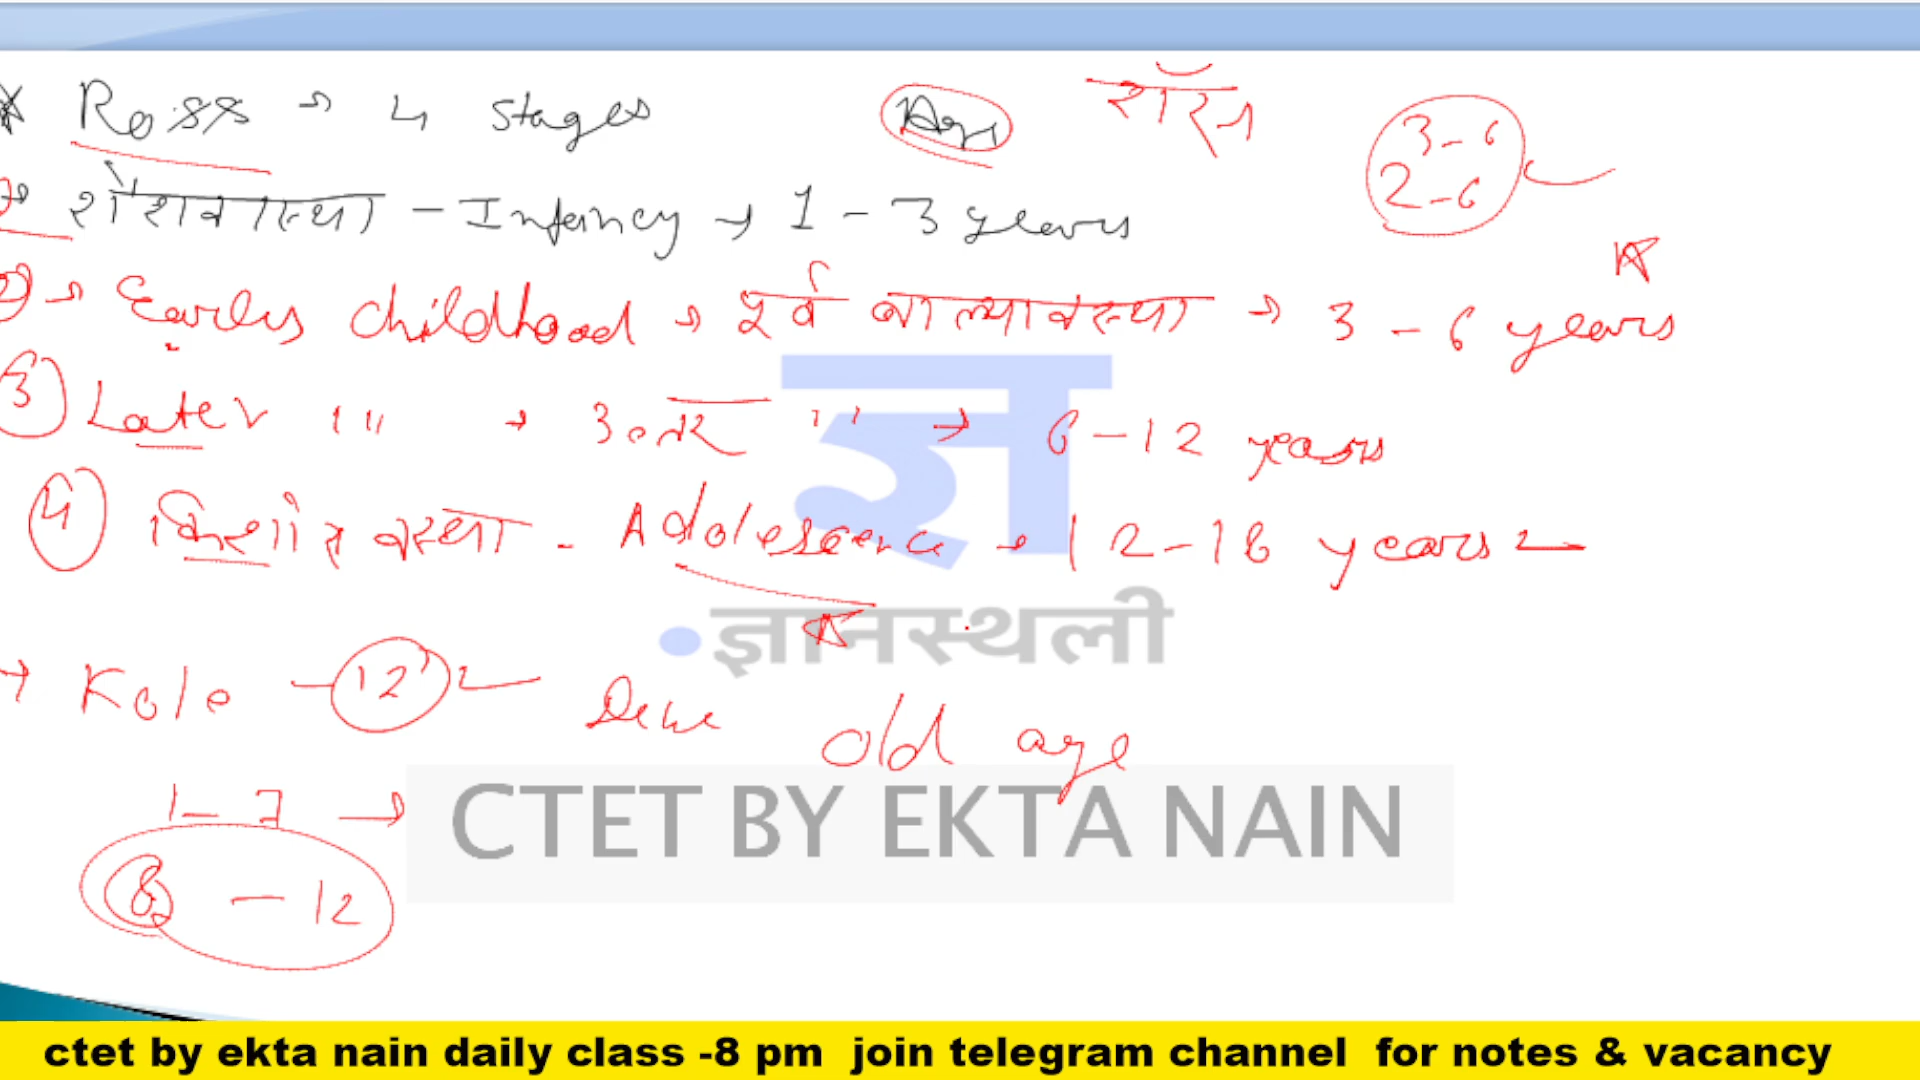 Ross → 4 stages रॉस 3-6
2-6
→ शैशवावस्था - Infancy → 1-3 years
2) → Early childhood → पूर्व बाल्यावस्था → 3-6 years
3 Later " " → उत्तर " " → 6-12 years
4 किशोरावस्था - Adolescence → 12-18 years
ज्ञ
ज्ञानस्थली
→ Kole - 12
old age
1-3 →
CTET BY EKTA NAIN
- 12
ctet by ekta nain daily class -8 pm join telegram channel for notes & vacancy